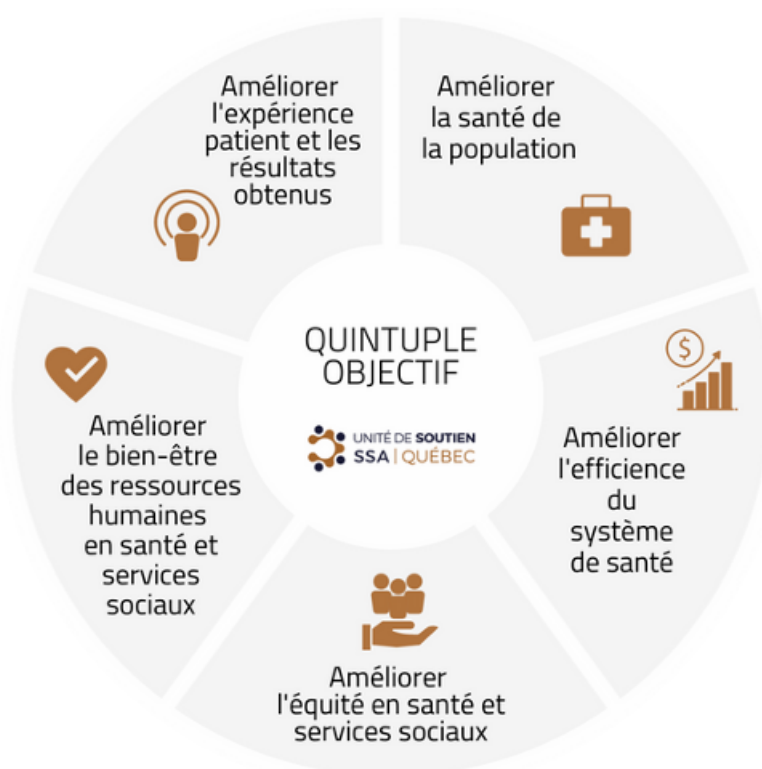 Améliorer
l'expérience
patient et les
résultats
obtenus
Améliorer
la santé de
la population
QUINTUPLE
OBJECTIF
UNITÉ DE SOUTIEN
SSA | QUÉBEC
$
Améliorer
l'efficience
du
système
de santé
Améliorer
le bien-être
des ressources
humaines
en santé et
services
sociaux
Améliorer
l'équité en santé et
services sociaux